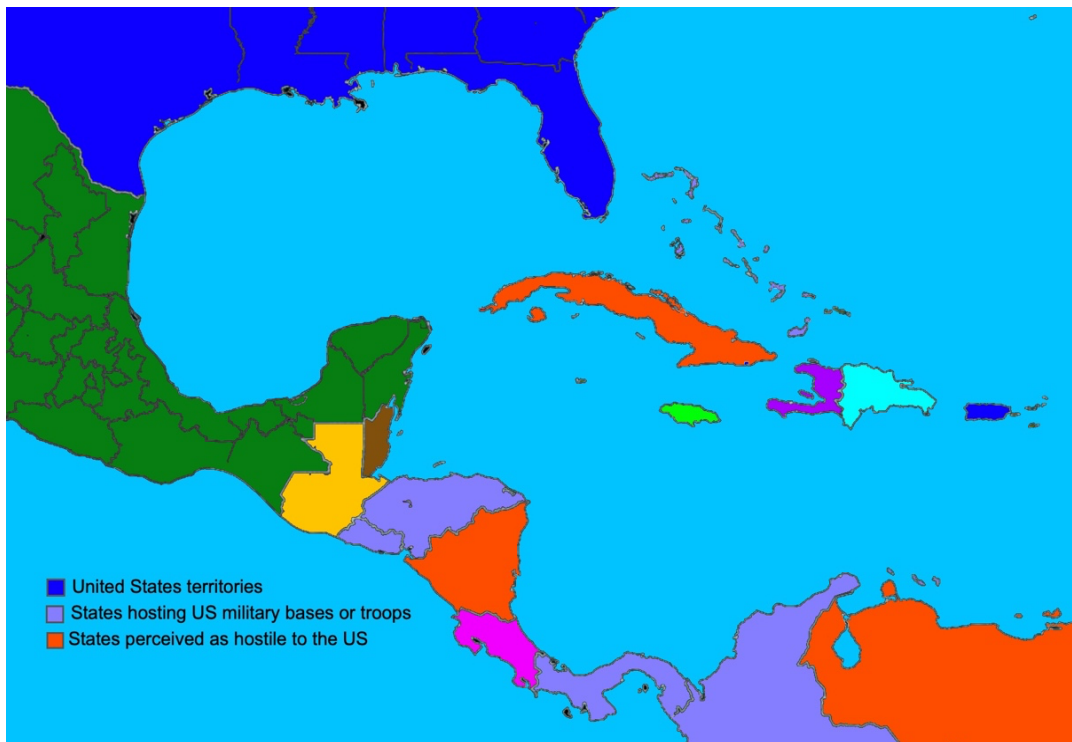 United States territories
States hosting US military bases or troops
States perceived as hostile to the US